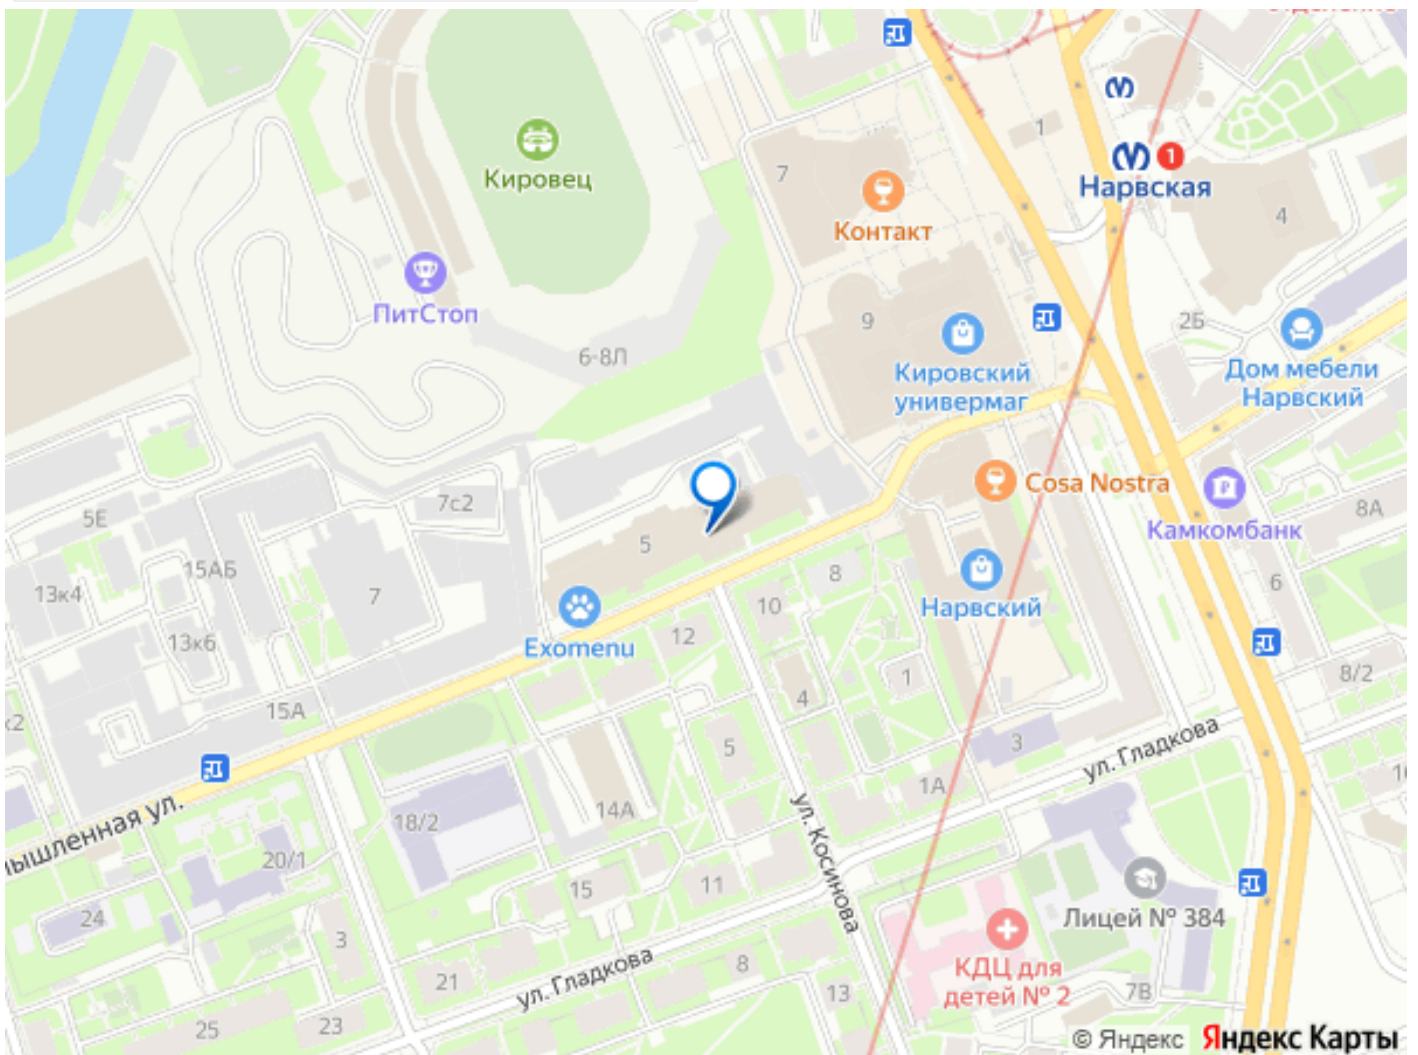 1
Нарвская
1
7
4
Кировец
Контакт
ПитСтоп
9
2Б
6-8Л
Кировский
универмаг
Дом мебели
Нарвский
Cosa Nostra
7с2
5Е
Камкомбанк
8А
5
15АБ
13к4
7
8
6
Нарвский
10
Exomenu
12
13к6
1
8/2
4
15А
к2
3
5
ул. Гладкова
1А
14А
18/2
ышленная ул.
ул. Косинова
20/1
15
11
Лицей № 384
24
3
КДЦ для
детей № 2
ул. Гладкова
8
21
13
7В
25
23
© Яндекс
Яндекс Карты